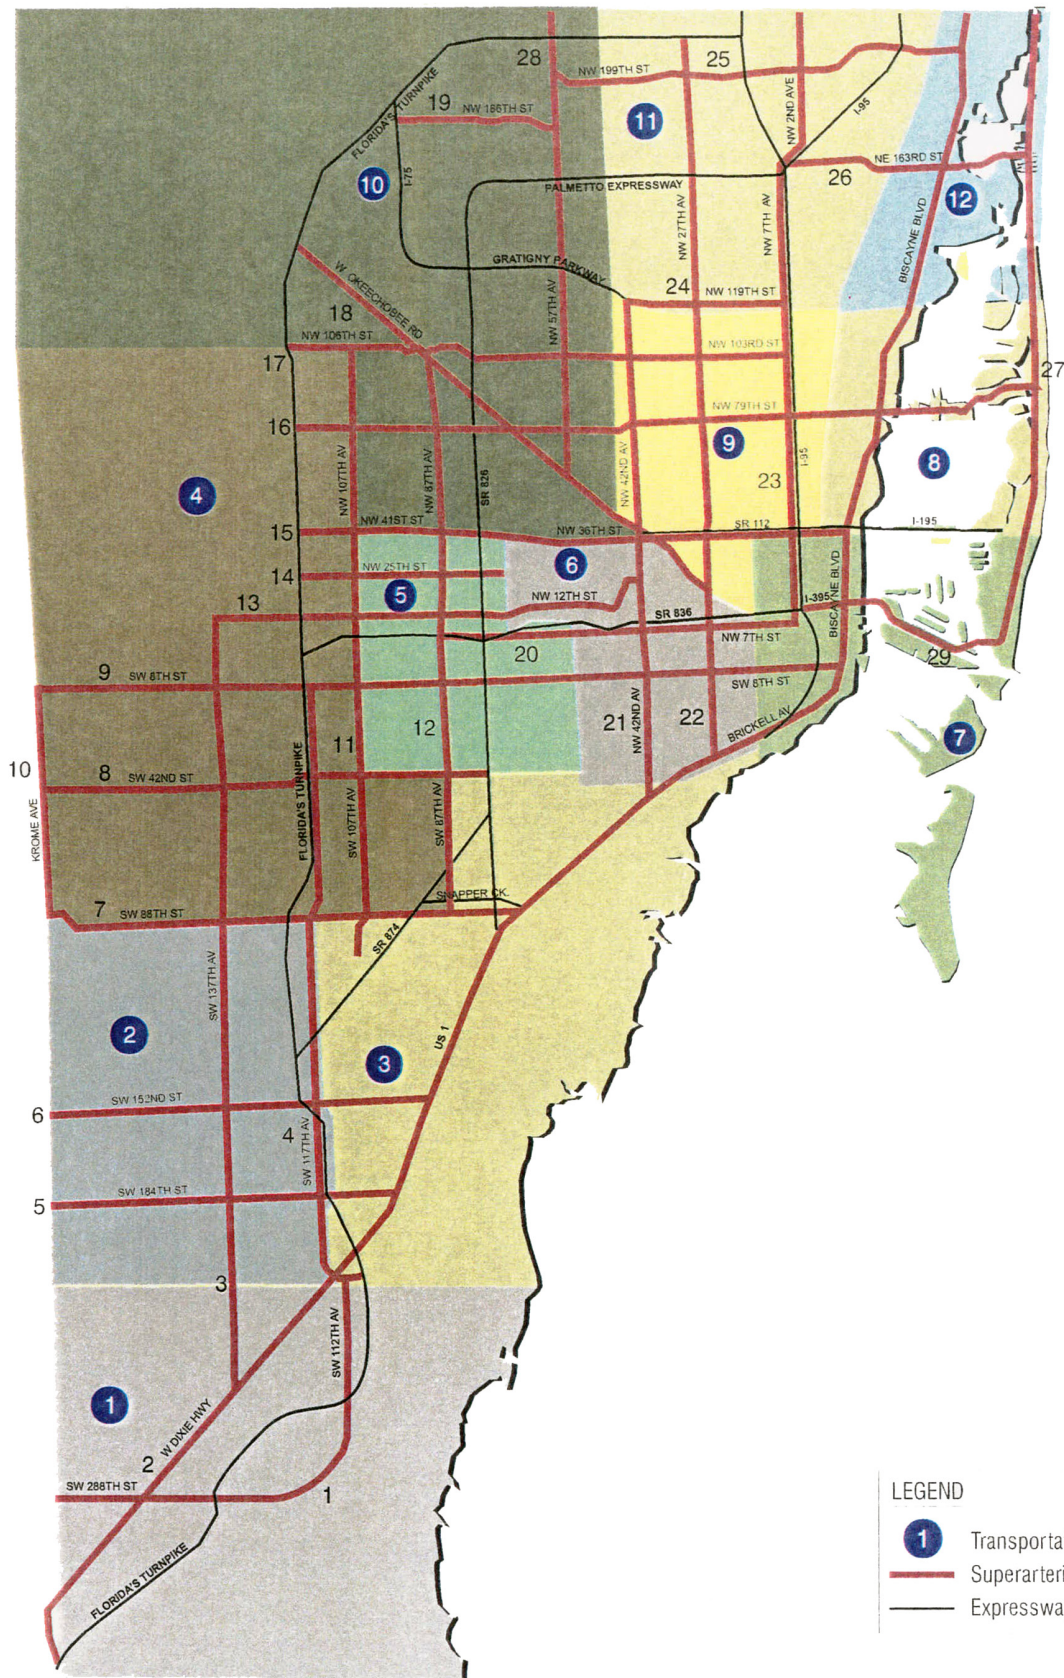 28
25
NW 199TH ST
19
NW 186TH ST
FLORIDA'S TURNPIKE
11
NW 2ND AVE
I-95
10
I-75
NE 163RD ST
26
12
PALMETTO EXPRESSWAY
NW 27TH AV
NW 7TH AV
BISCAYNE BLVD
GRATIGNY PARKWAY
24
NW 119TH ST
W. OKEECHOBEE RD
18
NW 57TH AV
NW 106TH ST
NW 103RD ST
17
27
NW 79TH ST
16
9
8
NW 107TH AV
NW 87TH AV
SR 826
NW 42ND AV
23
I-95
4
NW 41ST ST
NW 36TH ST
SR 112
I-195
15
6
14
NW 25TH ST
5
NW 12TH ST
I-395
13
SR 836
BISCAYNE BLVD
NW 7TH ST
20
29
9
SW 8TH ST
SW 8TH ST
11
12
21
NW 42ND AV
22
BRICKELL AV
7
10
8
SW 42ND ST
FLORIDA'S TURNPIKE
KROME AVE
SW 107TH AV
SW 87TH AV
SNAPPER CK.
7
SW 88TH ST
SR 874
SW 137TH AV
2
US 1
3
SW 152ND ST
6
4
SW 117TH AV
SW 184TH ST
5
3
SW 112TH AV
1
W DIXIE HWY
2
SW 288TH ST
1
FLORIDA'S TURNPIKE
LEGEND
1 Transporta
Superarteri
Expresswa